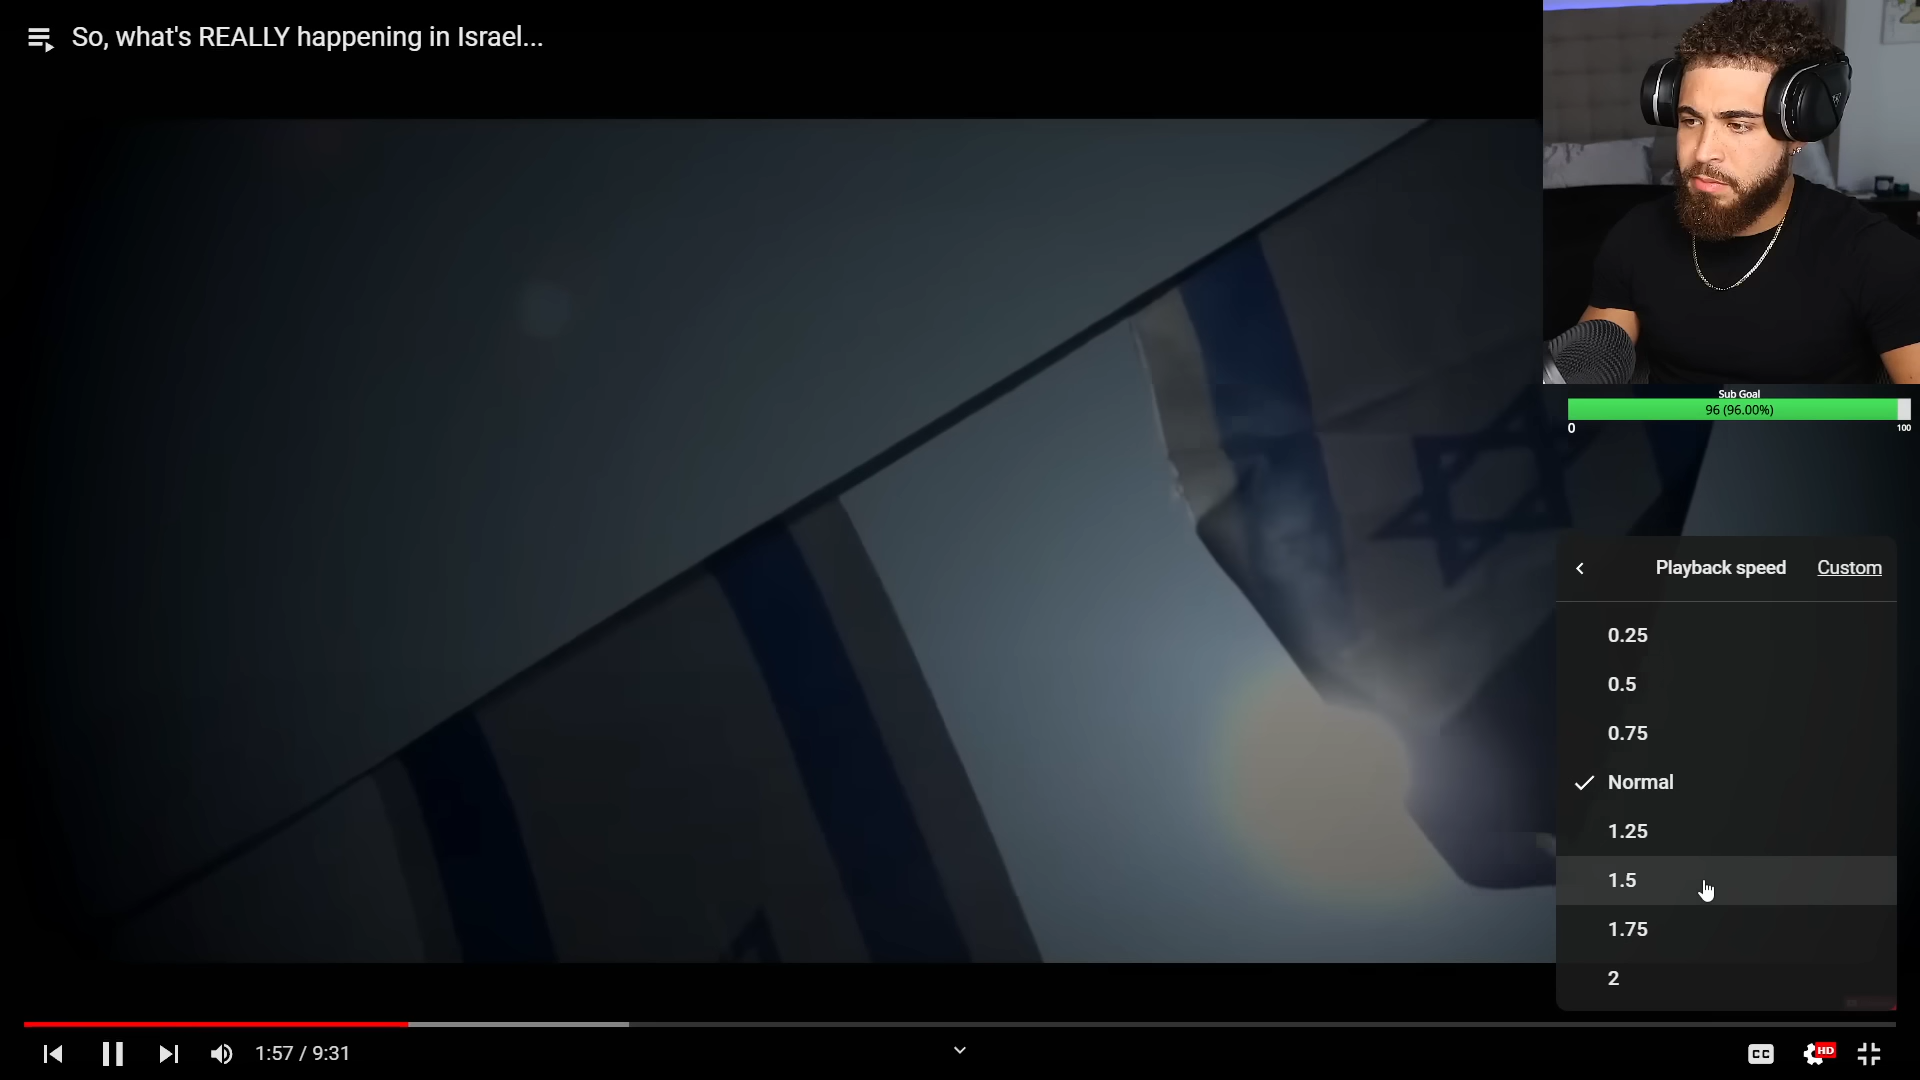 So, what's REALLY happening in Israel...
Sub Goal
96 (96.00%)
0
100
Playback speed
Custom
0.25
0.5
0.75
Normal
1.25
1.5
1.75
2
1:57 / 9:31
CC
HD